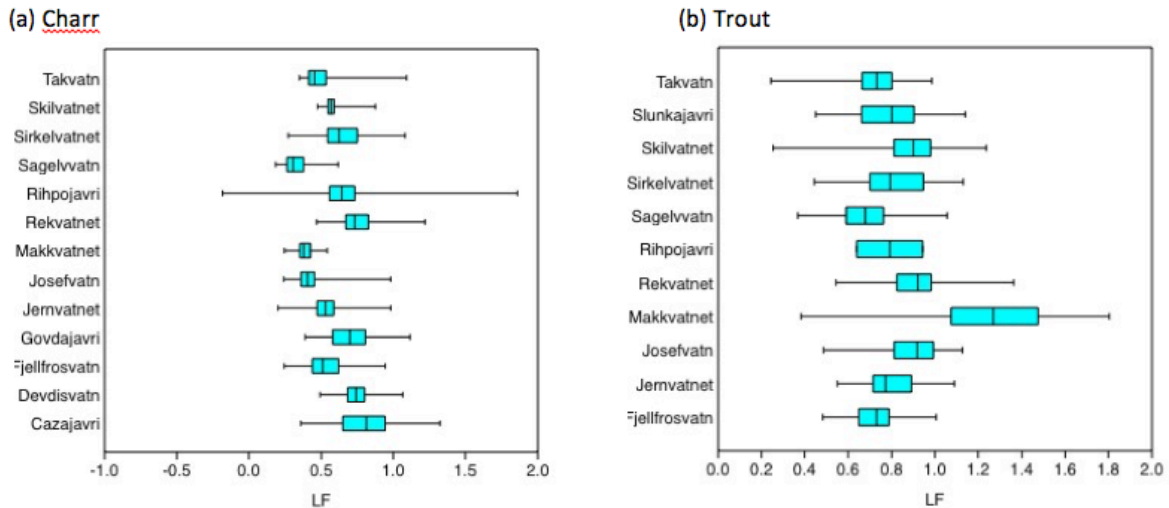 (a) Charr
Takvatn
Skilvatnet
Sirkelvatnet
Sagelvvatn
Rihpojavri
Rekvatnet
Makkvatnet
Josefvatn
Jernvatnet
Govdajavri
Fjellfrosvatn
Devdisvatn
Cazajavri
-1.0 -0.5 0.0 0.5 1.0 1.5 2.0
LF
(b) Trout
Takvatn
Slunkajavri
Skilvatnet
Sirkelvatnet
Sagelvvatn
Rihpojavri
Rekvatnet
Makkvatnet
Josefvatn
Jernvatnet
Fjellfrosvatn
0.0 0.2 0.4 0.6 0.8 1.0 1.2 1.4 1.6 1.8 2.0
LF